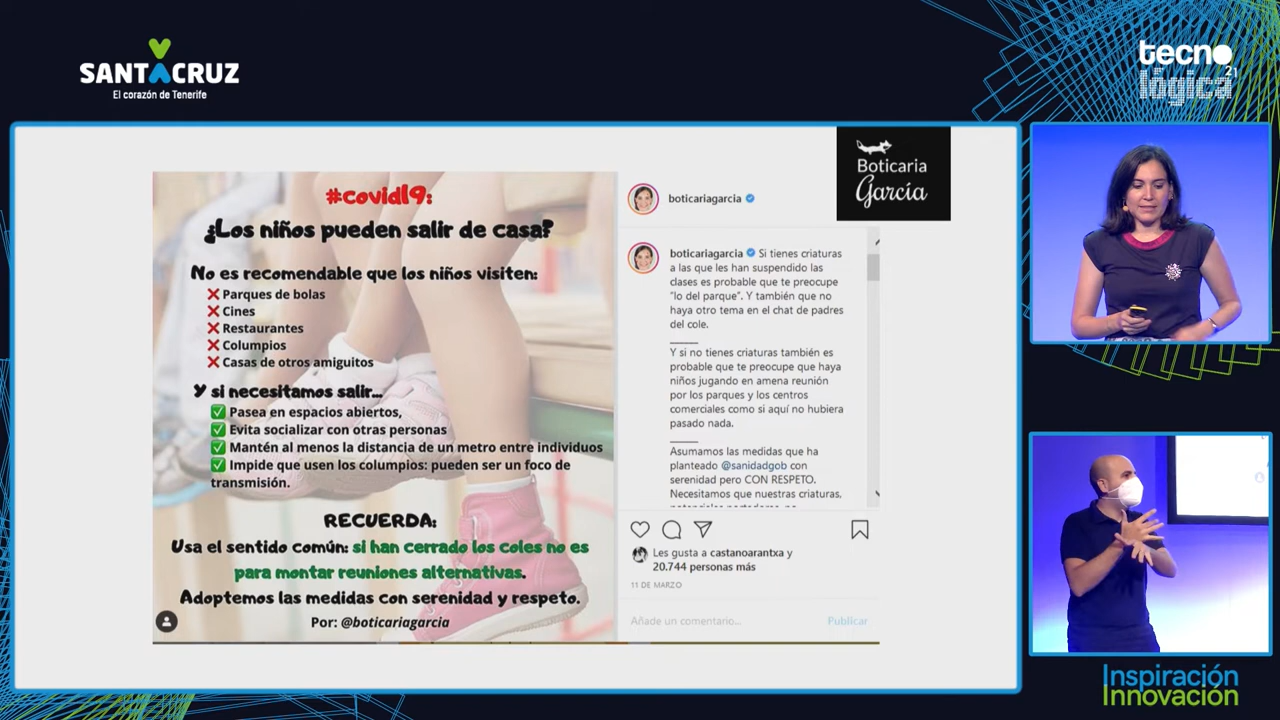 SANTACRUZ
El corazón de Tenerife
tecno
lógica
21
Boticaria
García
#covid19:
¿Los niños pueden salir de casa?
No es recomendable que los niños visiten:
❌ Parques de bolas
❌ Cines
❌ Restaurantes
❌ Columpios
❌ Casas de otros amiguitos
Y si necesitamos salir...
✅ Pasea en espacios abiertos,
✅ Evita socializar con otras personas
✅ Mantén al menos la distancia de un metro entre individuos
✅ Impide que usen los columpios: pueden ser un foco de
transmisión.
RECUERDA:
Usa el sentido común: si han cerrado los coles no es
para montar reuniones alternativas.
Adoptemos las medidas con serenidad y respeto.
Por: @boticariagarcia
boticariagarcia
boticariagarcia Si tienes criaturas
a las que les han suspendido las
clases es probable que te preocupe
"lo del parque". Y también que no
haya otro tema en el chat de padres
del cole.
Y si no tienes criaturas también es
probable que te preocupe que haya
niños jugando en amena reunión
por los parques y los centros
comerciales como si aquí no hubiera
pasado nada.
Asumamos las medidas que ha
planteado @sanidadgob con
serenidad pero CON RESPETO.
Necesitamos que nuestras criaturas,
Les gusta a castanoarantxa y
20.744 personas más
11 DE MARZO
Añade un comentario...
Publicar
Inspiración
Innovación